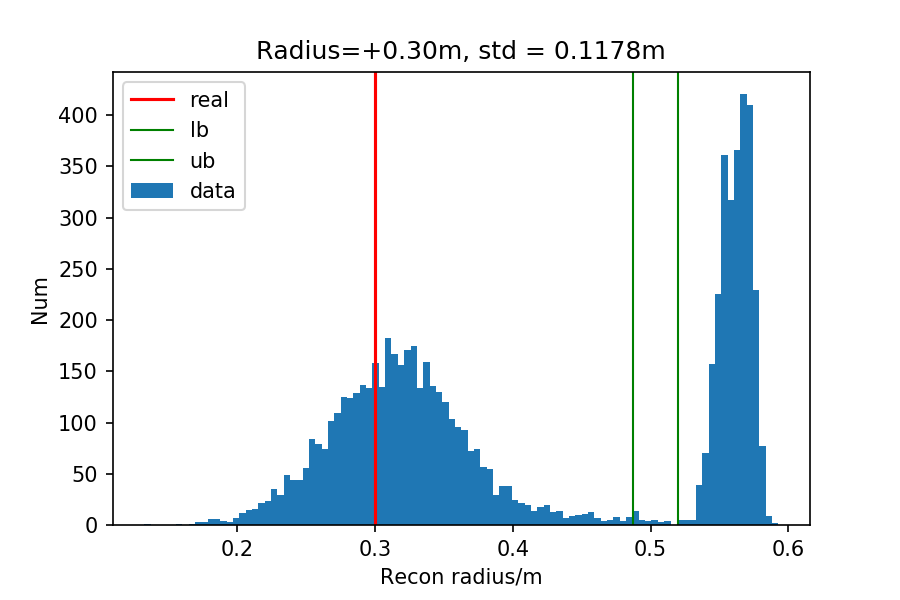 Radius=+0.30m, std = 0.1178m
real
lb
ub
data
400
350
300
250
200
150
100
50
0
Num
0.2 0.3 0.4 0.5 0.6
Recon radius/m